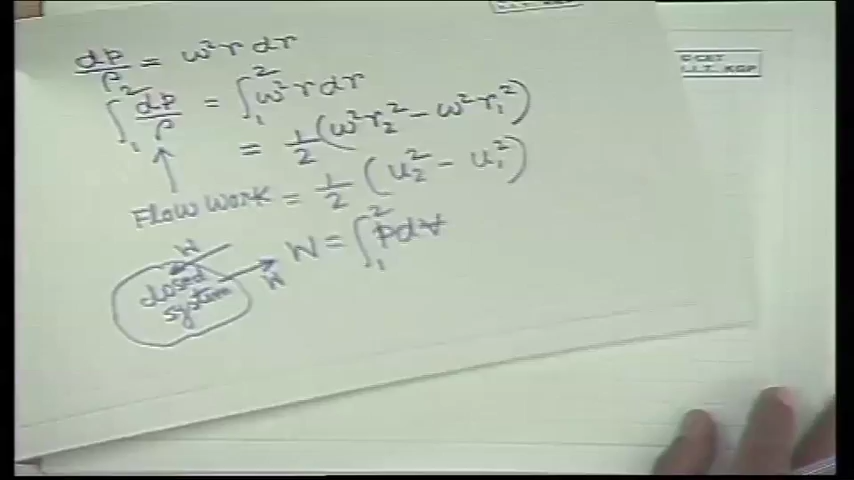 dp/ρ = ω²r dr
∫₁² dp/ρ = ∫₁² ω²r dr
= 1/2 (ω²r₂² - ω²r₁²)
Flow work = 1/2 (u₂² - u₁²)
W
closed system
W
W = ∫₁² p d∀
© CET
I.I.T. KGP